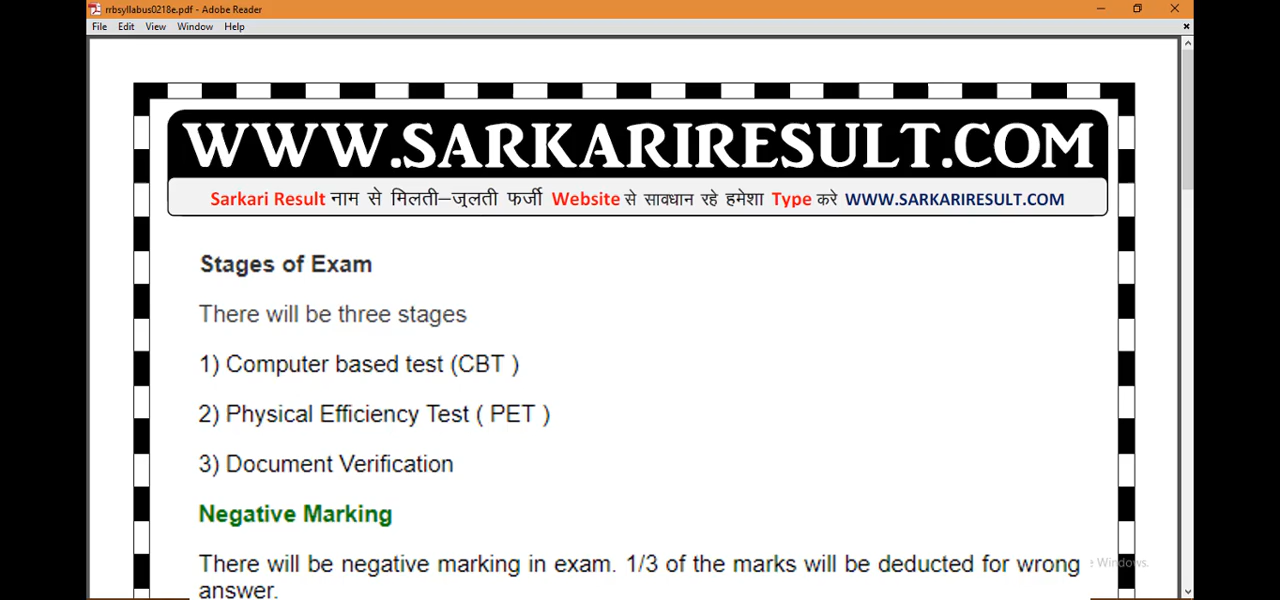 rrbsyllabus0218e.pdf - Adobe Reader
File Edit View Window Help
WWW.SARKARIRESULT.COM
Sarkari Result नाम से मिलती–जुलती फर्जी Website से सावधान रहे हमेशा Type करे WWW.SARKARIRESULT.COM
Stages of Exam
There will be three stages
1) Computer based test (CBT )
2) Physical Efficiency Test ( PET )
3) Document Verification
Negative Marking
There will be negative marking in exam. 1/3 of the marks will be deducted for wrong
answer.
Windows.